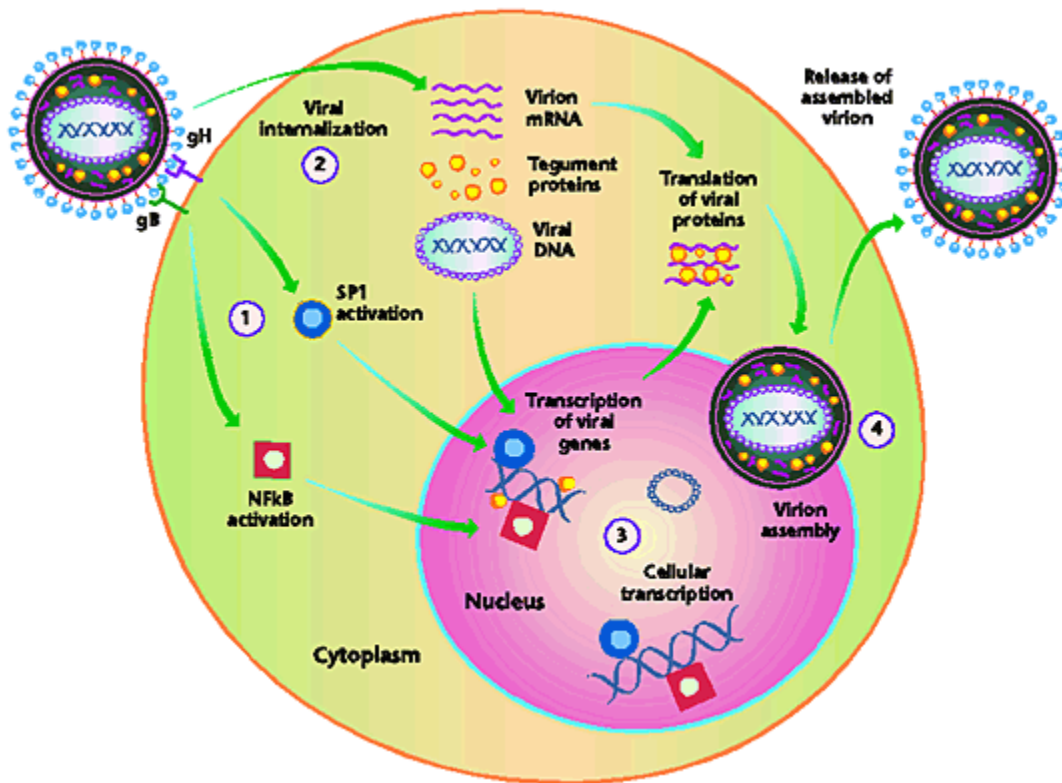 gH
gB
Viral
internalization
2
Virion
mRNA
Tegument
proteins
Viral
DNA
Translation
of viral
proteins
Release of
assembled
virion
1
SP1
activation
NFkB
activation
Transcription
of viral
genes
3
Cellular
transcription
Nucleus
Cytoplasm
4
Virion
assembly